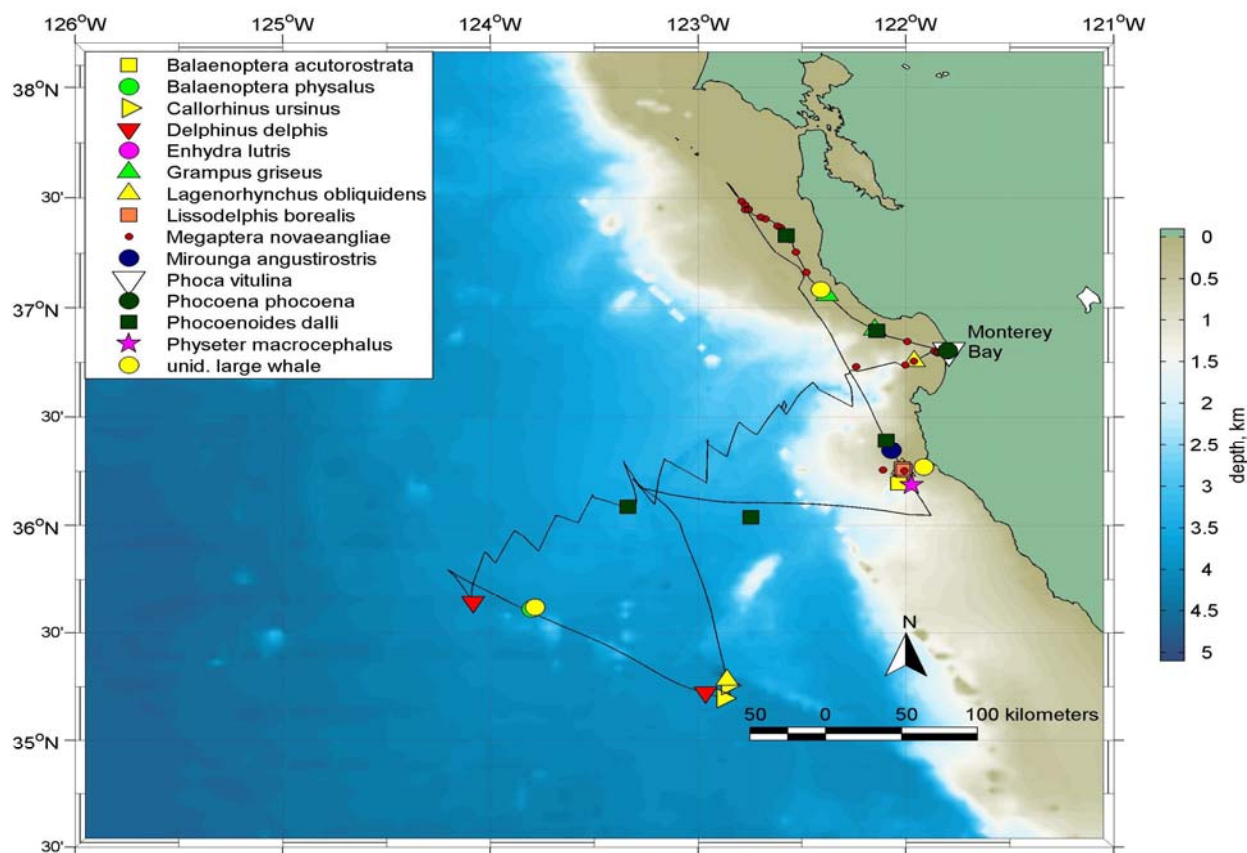 126°W 125°W 124°W 123°W 122°W 121°W
38°N
30'
37°N
30'
36°N
30'
35°N
30'
Balaenoptera acutorostrata
Balaenoptera physalus
Callorhinus ursinus
Delphinus delphis
Enhydra lutris
Grampus griseus
Lagenorhynchus obliquidens
Lissodelphis borealis
Megaptera novaeangliae
Mirounga angustirostris
Phoca vitulina
Phocoena phocoena
Phocoenoides dalli
Physeter macrocephalus
unid. large whale
Monterey
Bay
N
50 0 50 100 kilometers
0
0.5
1
1.5
2
2.5
3
3.5
4
4.5
5
depth, km